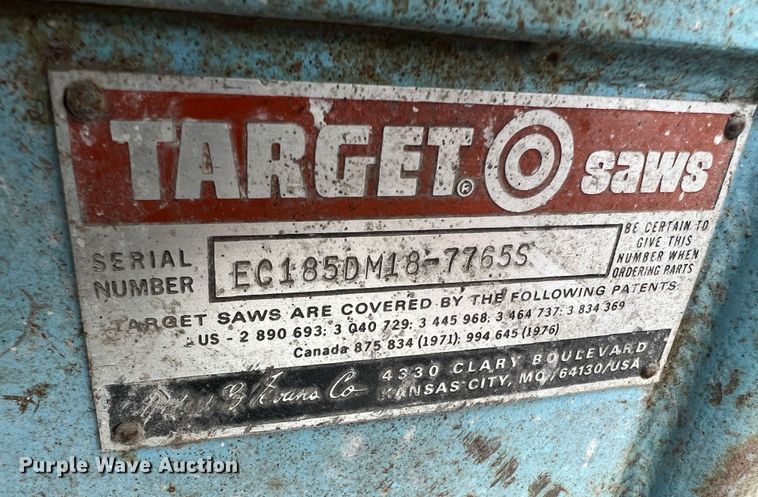 TARGET® saws
SERIAL NUMBER
EC185DM18-7765S
BE CERTAIN TO
GIVE THIS
NUMBER WHEN
ORDERING PARTS
TARGET SAWS ARE COVERED BY THE FOLLOWING PATENTS
US - 2 890 693: 3 040 729: 3 445 968: 3 464 737: 3 834 369
Canada 875 834 (1971): 994 645 (1976)
G. Evans Co
4330 CLARY BOULEVARD
KANSAS CITY, MO./64130/USA
Purple Wave Auction